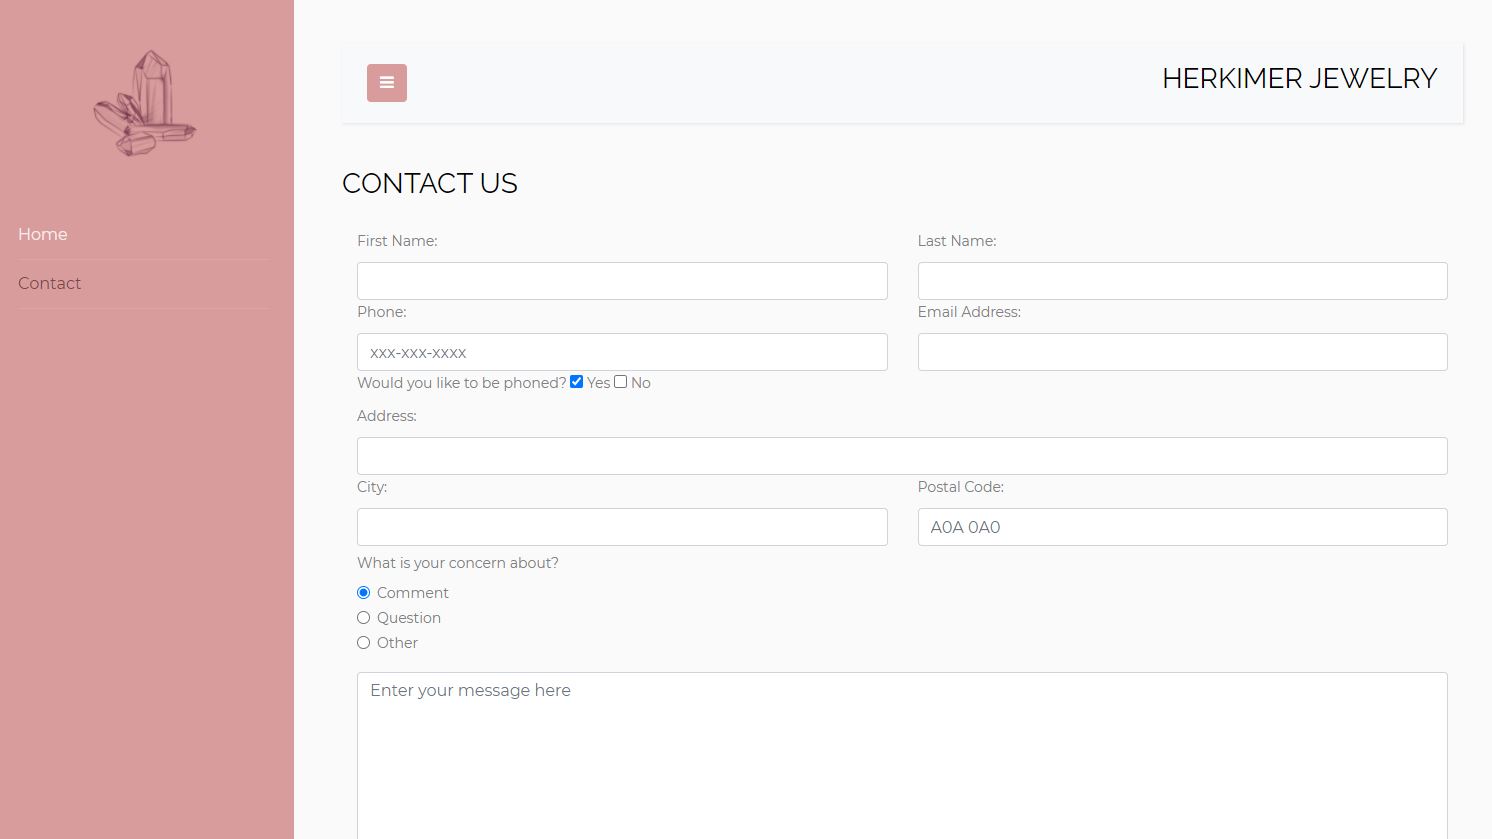 HERKIMER JEWELRY
Home
Contact
CONTACT US
First Name:
Last Name:
Phone:
Email Address:
xxx-xxx-xxxx
Would you like to be phoned? Yes No
Address:
City:
Postal Code:
A0A 0A0
What is your concern about?
Comment
Question
Other
Enter your message here